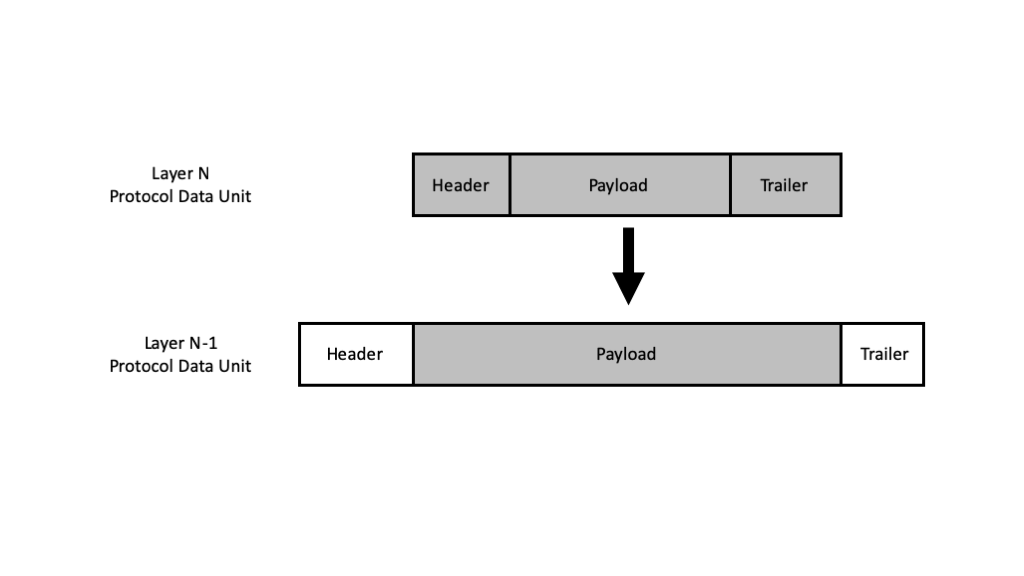 Layer N
Protocol Data Unit
Header
Payload
Trailer
Layer N-1
Protocol Data Unit
Header
Payload
Trailer